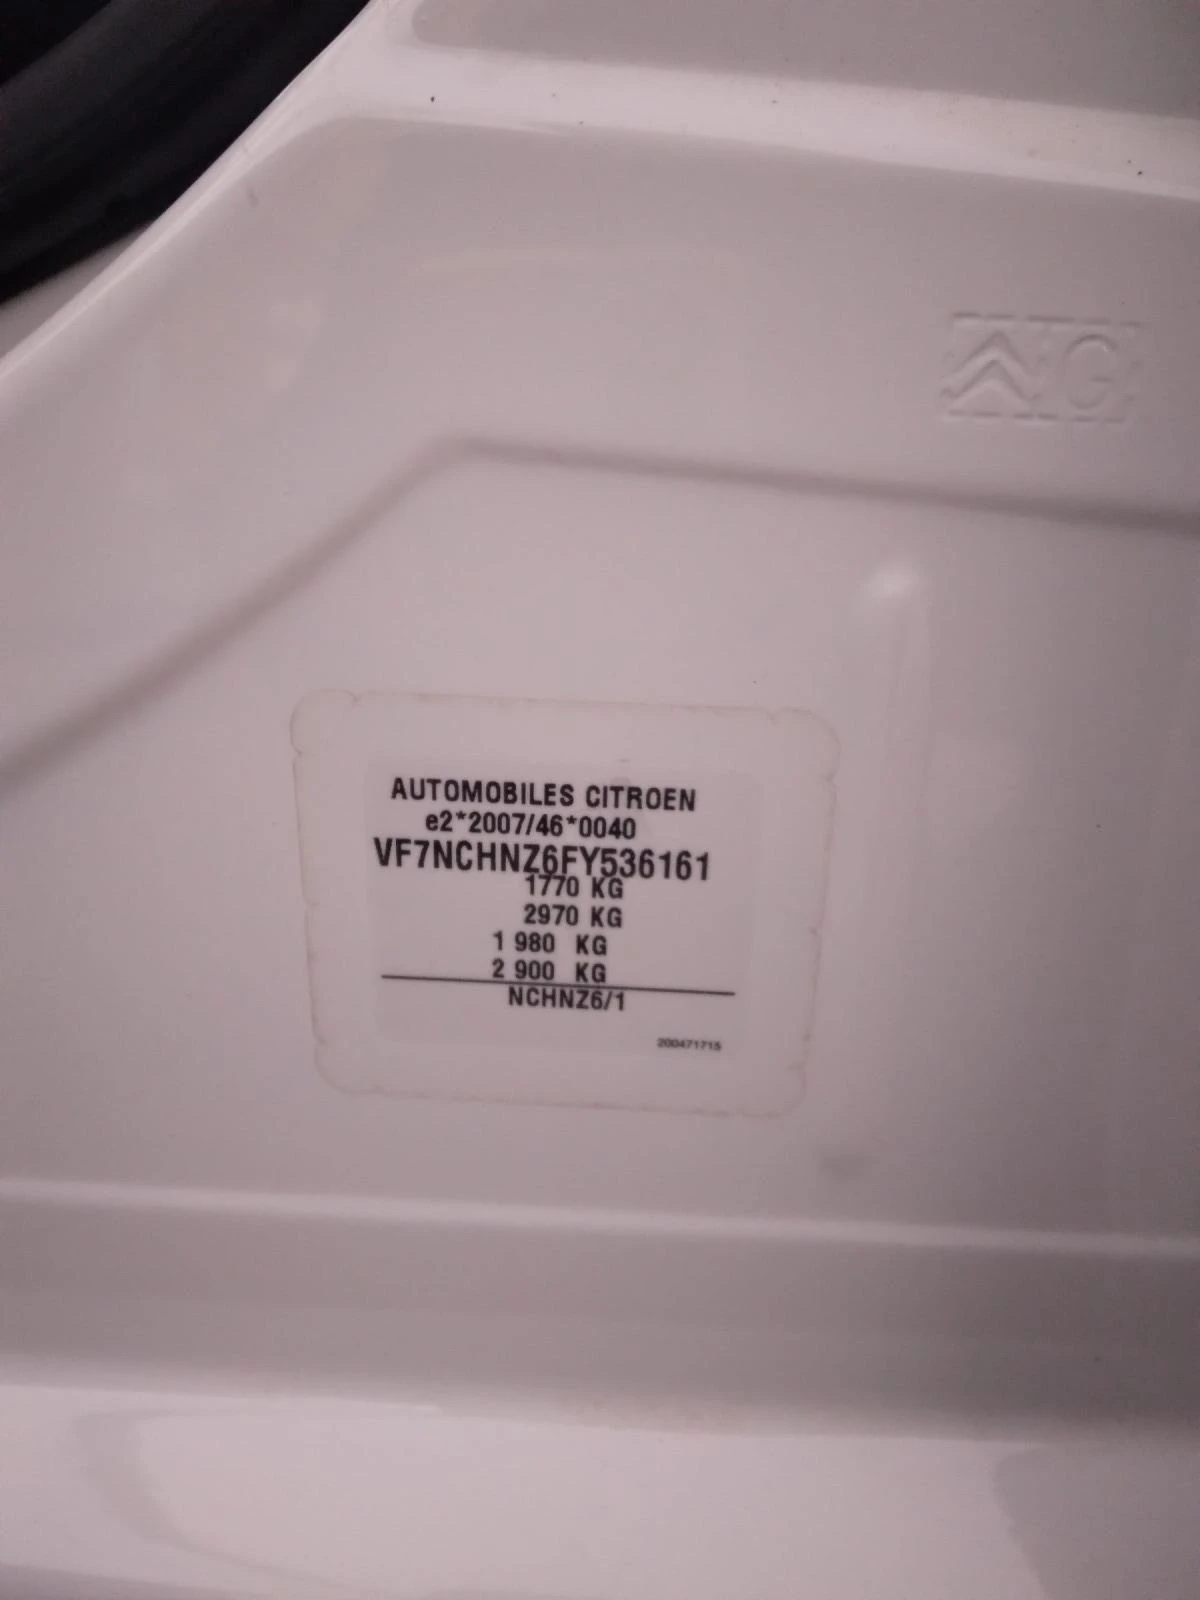 G
AUTOMOBILES CITROEN
e2*2007/46*0040
VF7NCHNZ6FY536161
1770 KG
2970 KG
1 980 KG
2 900 KG
NCHNZ6/1
200471715